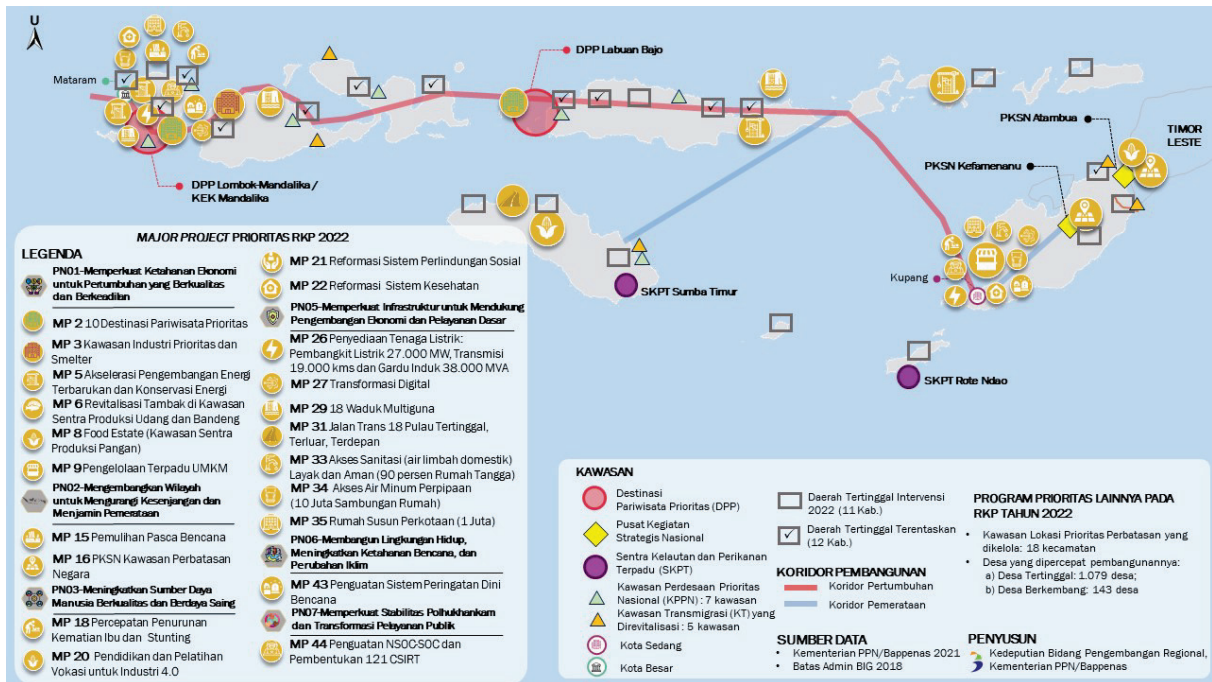 U
Mataram
DPP Labuan Bajo
PKSN Atambua
TIMOR
LESTE
PKSN Kefamenanu
DPP Lombok-Mandalika /
KEK Mandalika
Kupang
SKPT Sumba Timur
SKPT Rote Ndao
MAJOR PROJECT PRIORITAS RKP 2022
LEGENDA
PN01-Memperkuat Ketahanan Ekonomi
untuk Pertumbuhan yang Berkualitas
dan Berkeadilan
MP 2 10 Destinasi Pariwisata Prioritas
MP 3 Kawasan Industri Prioritas dan
Smelter
MP 5 Akselerasi Pengembangan Energi
Terbarukan dan Konservasi Energi
MP 6 Revitalisasi Tambak di Kawasan
Sentra Produksi Udang dan Bandeng
MP 8 Food Estate (Kawasan Sentra
Produksi Pangan)
MP 9 Pengelolaan Terpadu UMKM
PN02-Mengembangkan Wilayah
untuk Mengurangi Kesenjangan dan
Menjamin Pemerataan
MP 15 Pemulihan Pasca Bencana
MP 16 PKSN Kawasan Perbatasan
Negara
PN03-Meningkatkan Sumber Daya
Manusia Berkualitas dan Berdaya Saing
MP 18 Percepatan Penurunan
Kematian Ibu dan Stunting
MP 20 Pendidikan dan Pelatihan
Vokasi untuk Industri 4.0
MP 21 Reformasi Sistem Perlindungan Sosial
MP 22 Reformasi Sistem Kesehatan
PN05-Memperkuat Infrastruktur untuk Mendukung
Pengembangan Ekonomi dan Pelayanan Dasar
MP 26 Penyediaan Tenaga Listrik:
Pembangkit Listrik 27.000 MW, Transmisi
19.000 kms dan Gardu Induk 38.000 MVA
MP 27 Transformasi Digital
MP 29 18 Waduk Multiguna
MP 31 Jalan Trans 18 Pulau Tertinggal,
Terluar, Terdepan
MP 33 Akses Sanitasi (air limbah domestik)
Layak dan Aman (90 persen Rumah Tangga)
MP 34 Akses Air Minum Perpipaan
(10 Juta Sambungan Rumah)
MP 35 Rumah Susun Perkotaan (1 Juta)
PN06-Membangun Lingkungan Hidup,
Meningkatkan Ketahanan Bencana, dan
Perubahan Iklim
MP 43 Penguatan Sistem Peringatan Dini
Bencana
PN07-Memperkuat Stabilitas Polhukhankam
dan Transformasi Pelayanan Publik
MP 44 Penguatan NSOC-SOC dan
Pembentukan 121 CSIRT
KAWASAN
Destinasi
Pariwisata Prioritas (DPP)
Pusat Kegiatan
Strategis Nasional
Sentra Kelautan dan Perikanan
Terpadu (SKPT)
Kawasan Perdesaan Prioritas
Nasional (KPPN) : 7 kawasan
Kawasan Transmigrasi (KT) yang
Direvitalisasi : 5 kawasan
Kota Sedang
Kota Besar
Daerah Tertinggal Intervensi
2022 (11 Kab.)
Daerah Tertinggal Terentaskan
(12 Kab.)
KORIDOR PEMBANGUNAN
Koridor Pertumbuhan
Koridor Pemerataan
SUMBER DATA
• Kementerian PPN/Bappenas 2021
• Batas Admin BIG 2018
PROGRAM PRIORITAS LAINNYA PADA
RKP TAHUN 2022
• Kawasan Lokasi Prioritas Perbatasan yang
dikelola: 18 kecamatan
• Desa yang dipercepat pembangunannya:
a) Desa Tertinggal: 1.079 desa;
b) Desa Berkembang: 143 desa
PENYUSUN
Kedeputian Bidang Pengembangan Regional,
Kementerian PPN/Bappenas